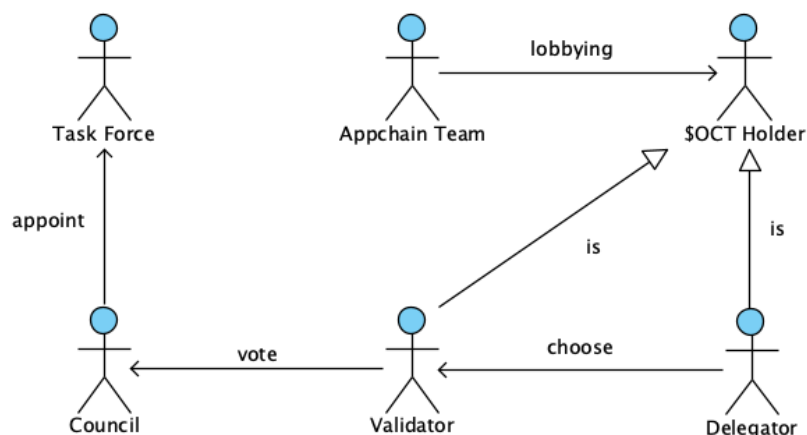 lobbying
Task Force
Appchain Team
$OCT Holder
appoint
is
is
vote
choose
Council
Validator
Delegator